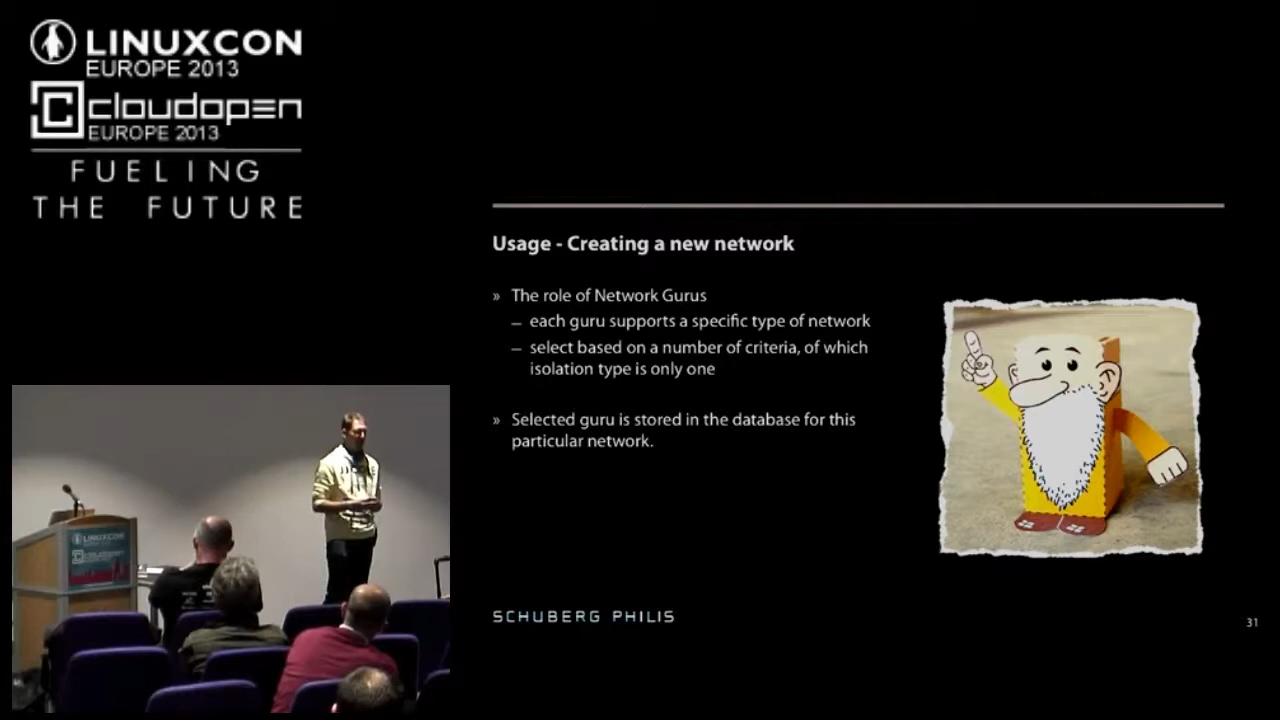 LINUXCON
EUROPE 2013
cloudopen
EUROPE 2013
FUELING
THE FUTURE
Usage - Creating a new network
» The role of Network Gurus
– each guru supports a specific type of network
– select based on a number of criteria, of which
isolation type is only one
» Selected guru is stored in the database for this
particular network.
SCHUBERG PHILIS
31
LINUXCON